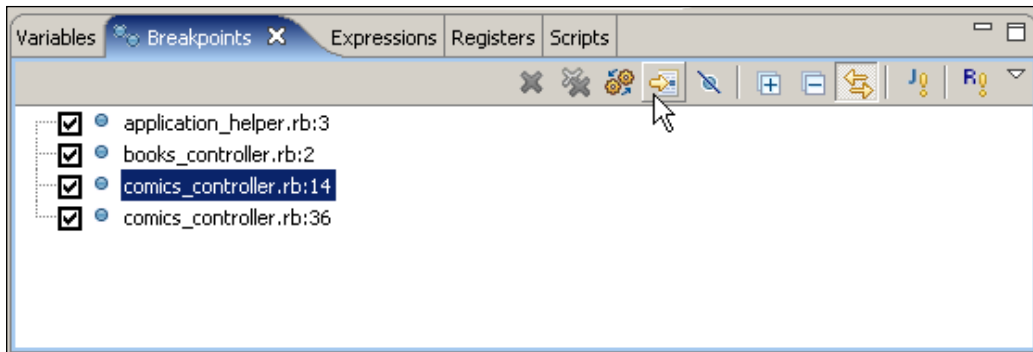 Variables Breakpoints Expressions Registers Scripts
J R
application_helper.rb:3
books_controller.rb:2
comics_controller.rb:14
comics_controller.rb:36